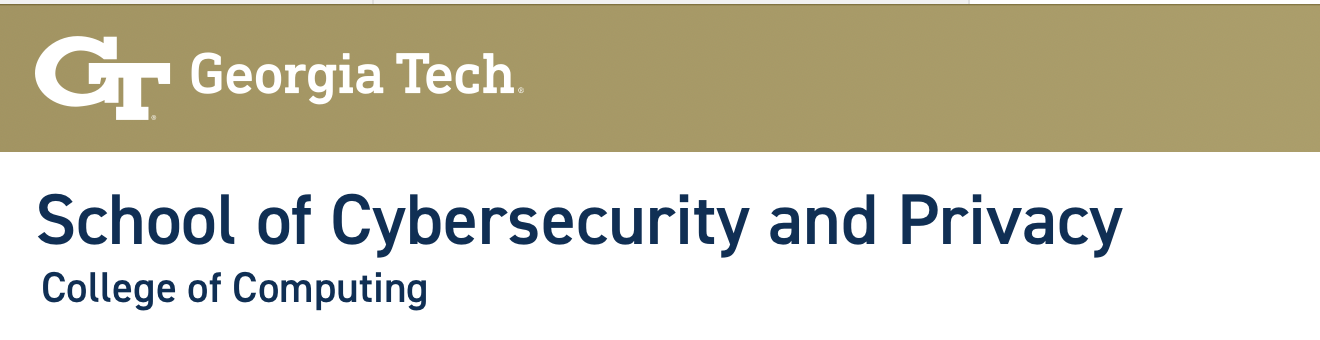 GT Georgia Tech®
School of Cybersecurity and Privacy
College of Computing